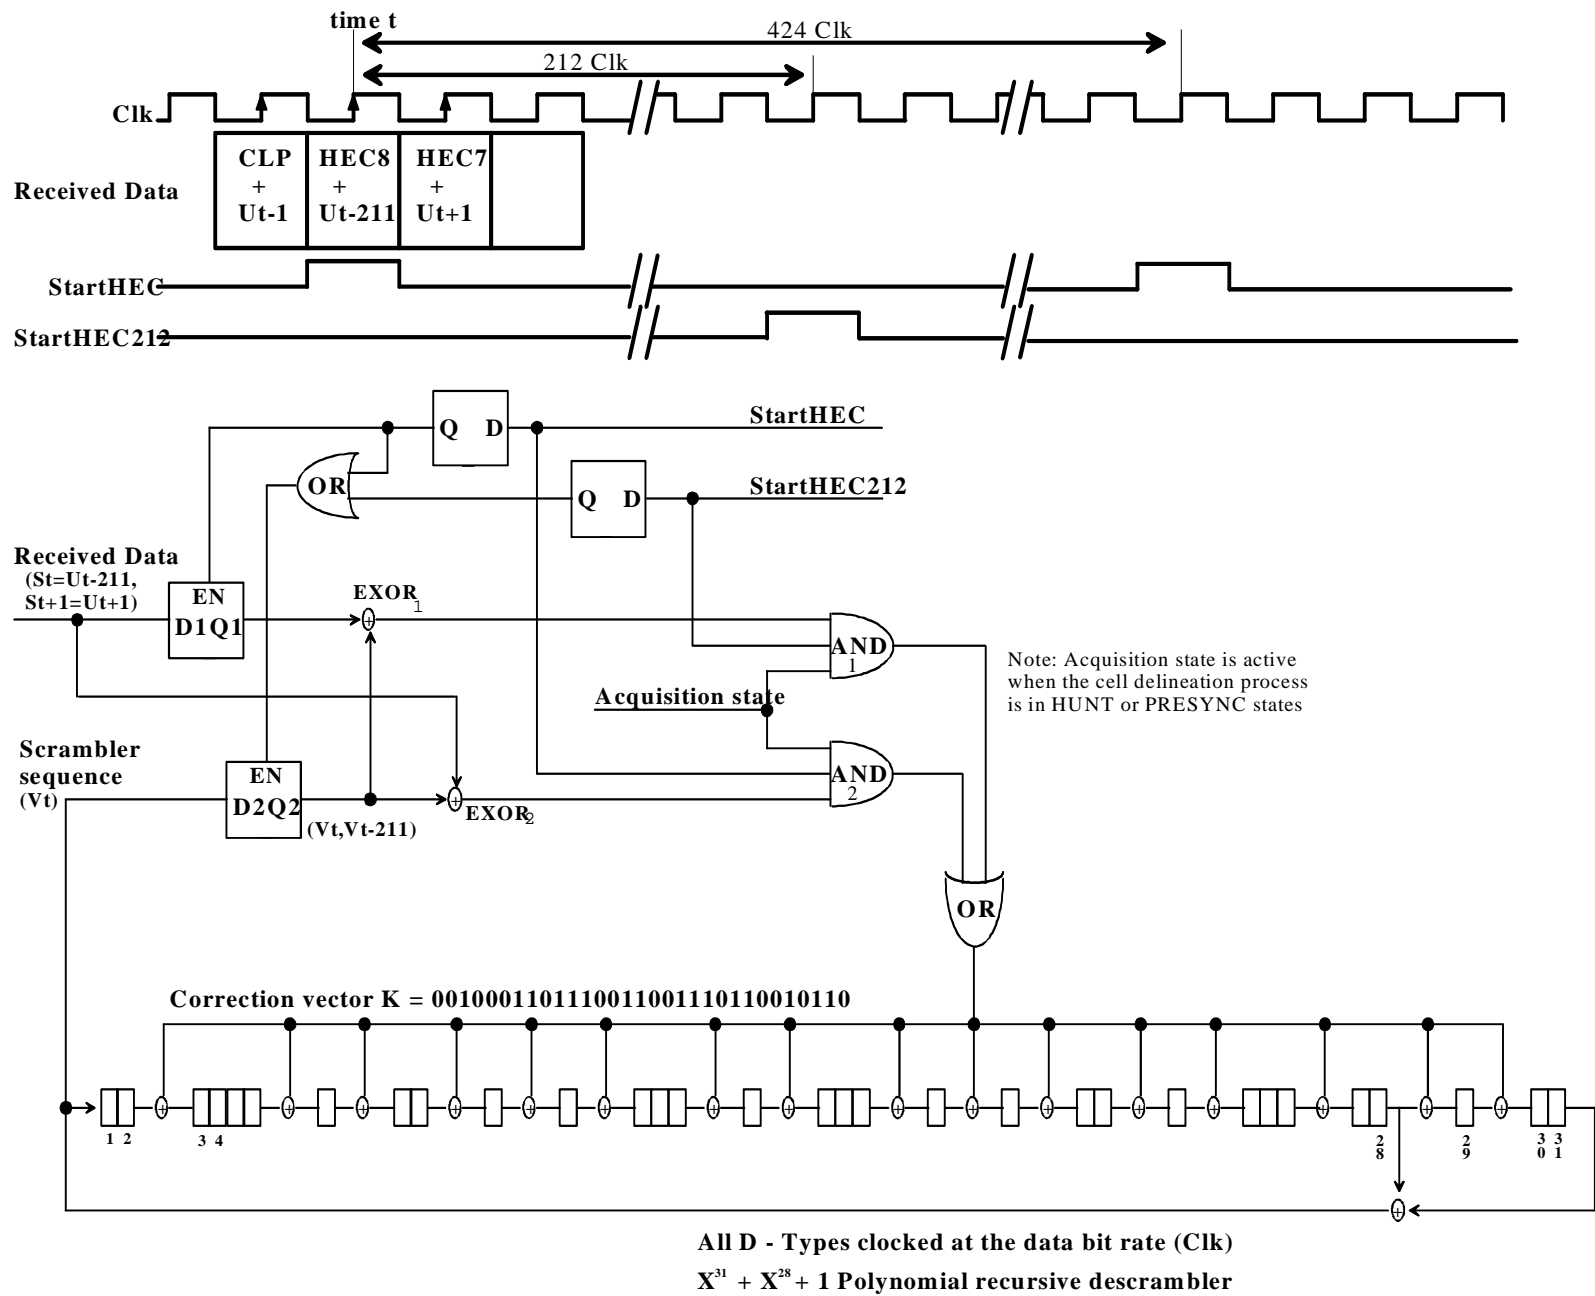 time t
424 Clk
212 Clk
Clk
CLP HEC8 HEC7
+ + +
Ut-1 Ut-211 Ut+1
Received Data
StartHEC
StartHEC212
Q D
StartHEC
OR
Q D
StartHEC212
Received Data
(St=Ut-211,
St+1=Ut+1)
EN
D1Q1
EXOR1
AND
1
Note: Acquisition state is active
when the cell delineation process
is in HUNT or PRESYNC states
Acquisition state
Scrambler
sequence
(Vt)
EN
D2Q2
(Vt,Vt-211)
EXOR2
AND
2
OR
Correction vector K = 0010001101110011001110110010110
+ + + + + + + + + + + + + + + +
1 2 3 4 28 29 30 31
+
All D - Types clocked at the data bit rate (Clk)
X³¹ + X²⁸ + 1 Polynomial recursive descrambler